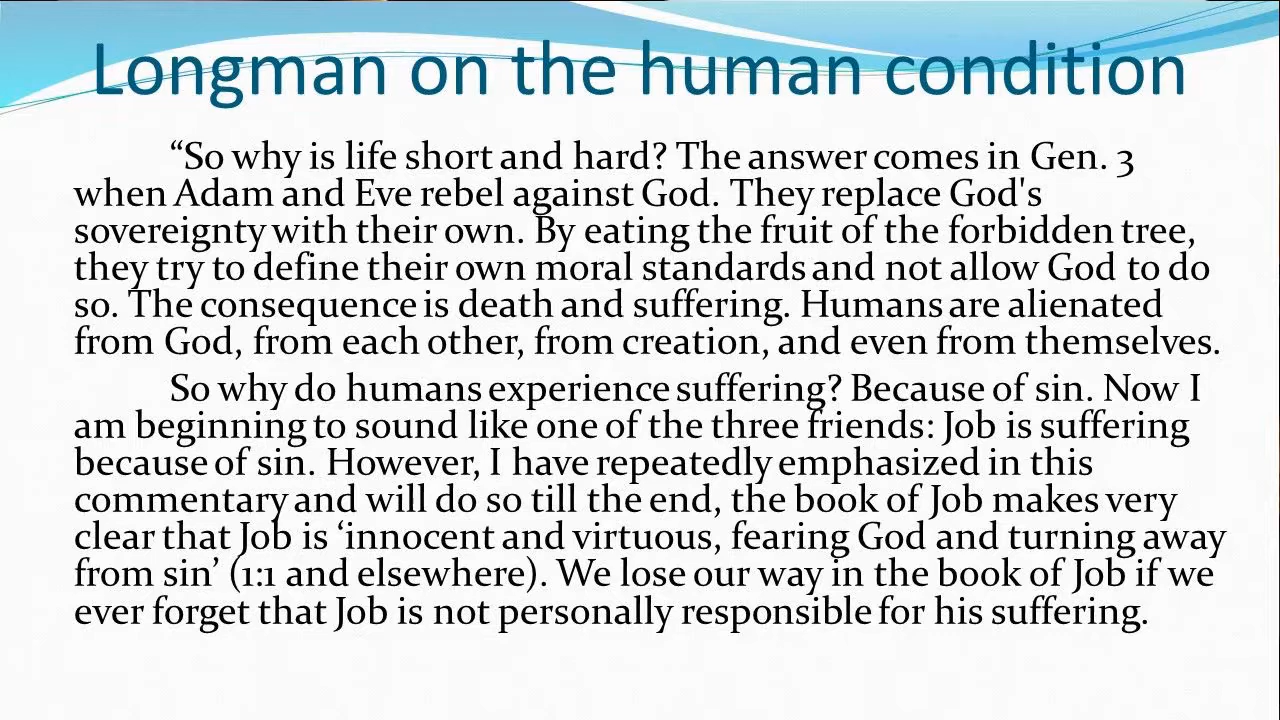 Longman on the human condition
“So why is life short and hard? The answer comes in Gen. 3
when Adam and Eve rebel against God. They replace God's
sovereignty with their own. By eating the fruit of the forbidden tree,
they try to define their own moral standards and not allow God to do
so. The consequence is death and suffering. Humans are alienated
from God, from each other, from creation, and even from themselves.
So why do humans experience suffering? Because of sin. Now I
am beginning to sound like one of the three friends: Job is suffering
because of sin. However, I have repeatedly emphasized in this
commentary and will do so till the end, the book of Job makes very
clear that Job is ‘innocent and virtuous, fearing God and turning away
from sin’ (1:1 and elsewhere). We lose our way in the book of Job if we
ever forget that Job is not personally responsible for his suffering.